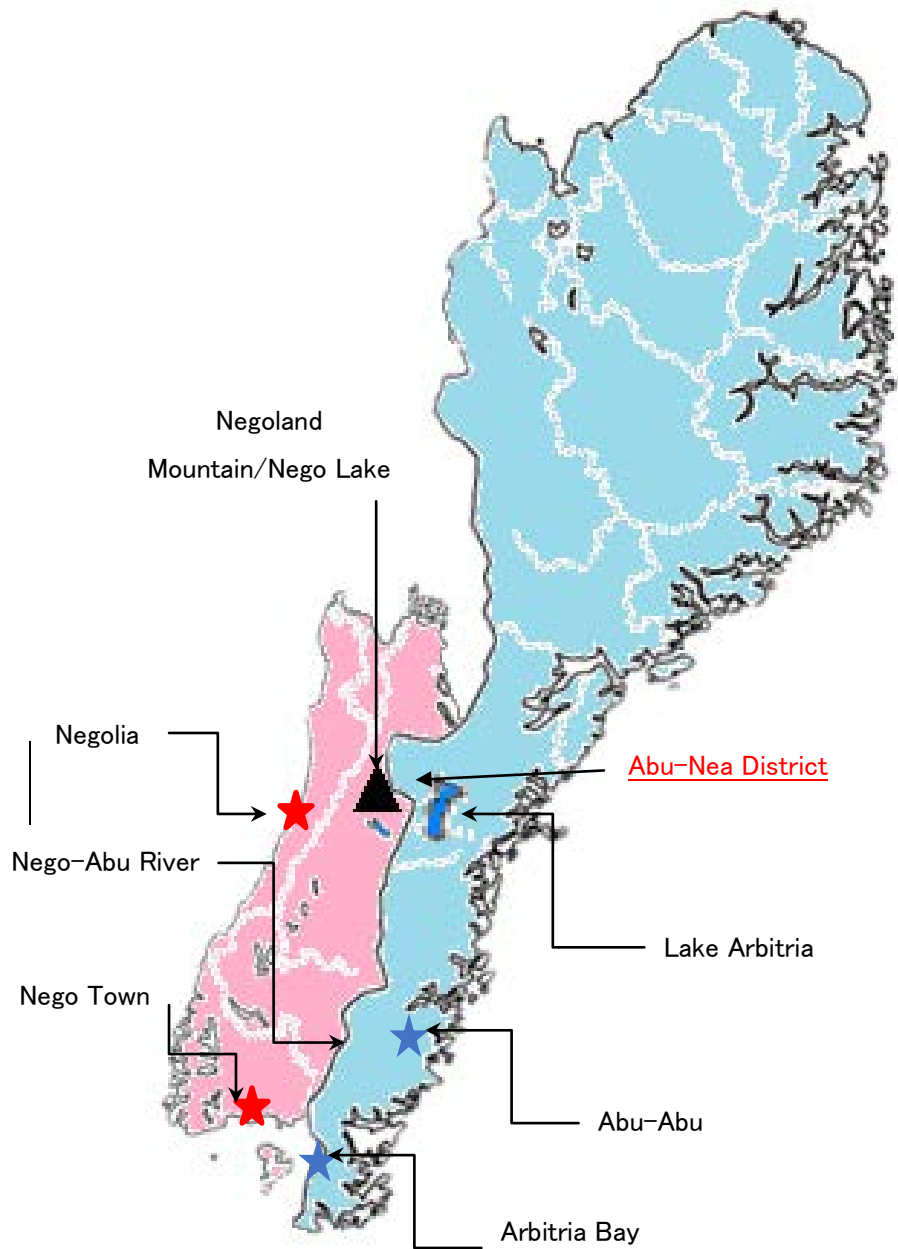 Negoland
Mountain/Nego Lake
Negolia
Abu-Nea District
Nego-Abu River
Lake Arbitria
Nego Town
Abu-Abu
Arbitria Bay